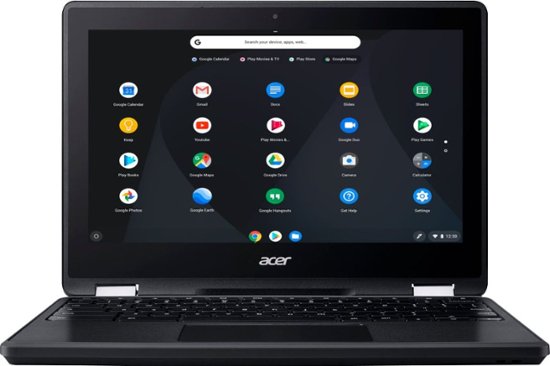 Search your device, apps, web...
Google Calendar Play Movies & TV Play Store Google Maps
Google Calendar Gmail Docs Slides Sheets
Keep Youtube Play Movies &... Google Duo Play Games
Play Books Google Maps Google Drive Camera Calculator
Google Photos Google Earth Google Hangouts Get Help Settings
12:30
acer